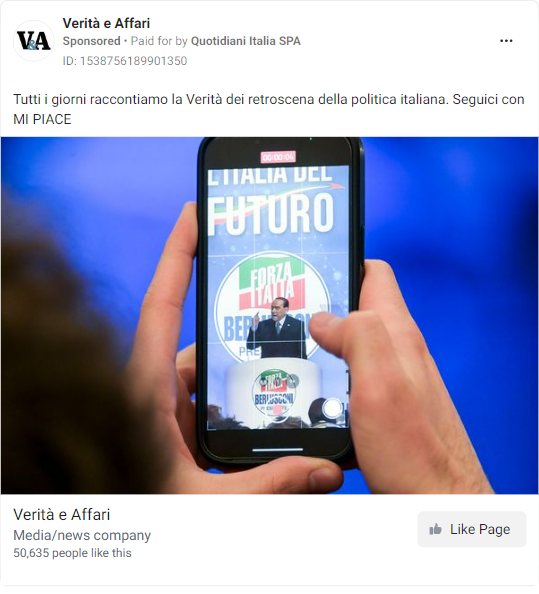 V&A
Verità e Affari
Sponsored • Paid for by Quotidiani Italia SPA
ID: 1538756189901350
Tutti i giorni raccontiamo la Verità dei retroscena della politica italiana. Seguici con
MI PIACE
00:00:04
L'ITALIA DEL
FUTURO
FORZA
ITALIA
BERLUSCONI
FORZA
ITALIA
BERLUSCONI
Verità e Affari
Media/news company
50,635 people like this
Like Page